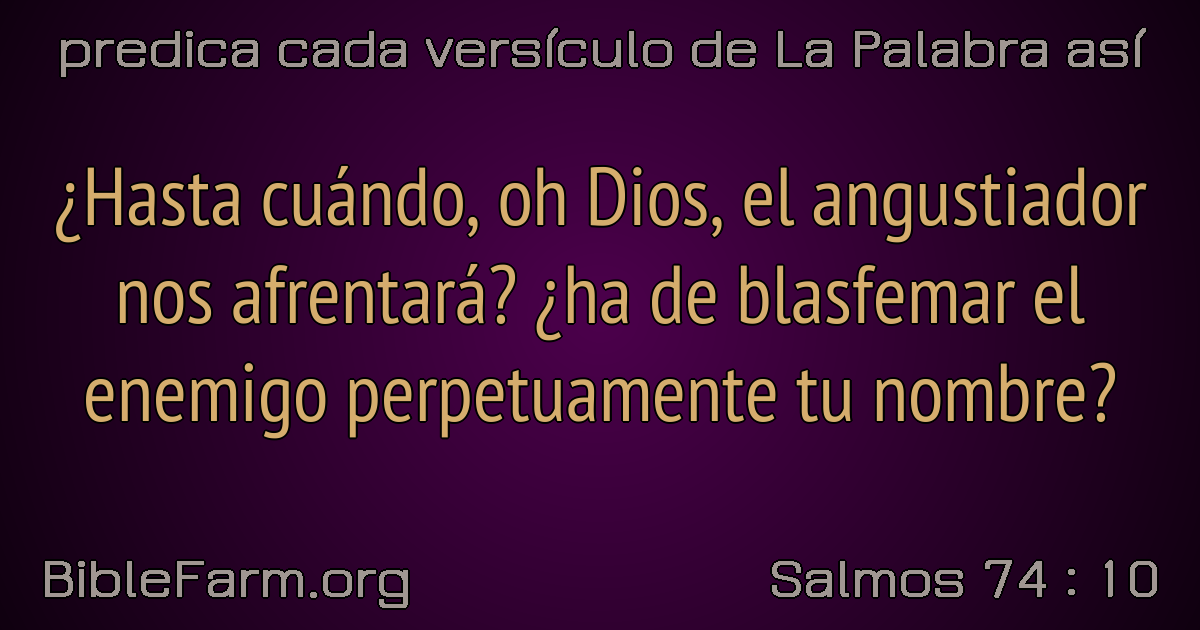 predica cada versículo de La Palabra así
¿Hasta cuándo, oh Dios, el angustiador
nos afrentará? ¿ha de blasfemar el
enemigo perpetuamente tu nombre?
BibleFarm.org
Salmos 74 : 10